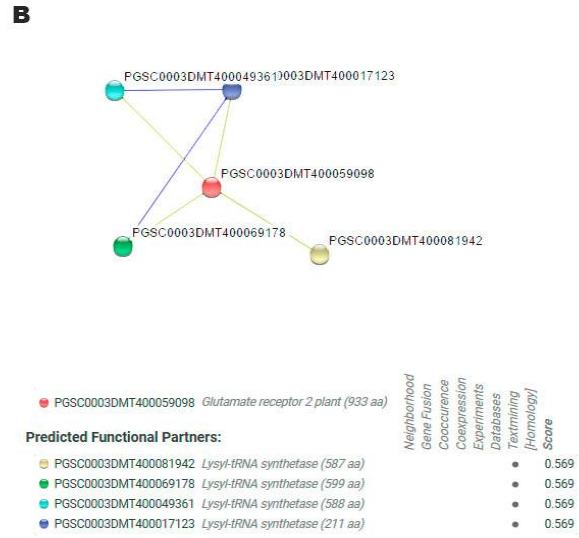 B
PGSC0003DMT400049361 0003DMT400017123
PGSC0003DMT400059098
PGSC0003DMT400069178
PGSC0003DMT400081942
Neighborhood
Gene Fusion
Cooccurence
Coexpression
Experiments
Databases
Textmining
[Homology]
Score
PGSC0003DMT400059098 Glutamate receptor 2 plant (933 aa)
Predicted Functional Partners:
PGSC0003DMT400081942 Lysyl-tRNA synthetase (587 aa) • 0.569
PGSC0003DMT400069178 Lysyl-tRNA synthetase (599 aa) • 0.569
PGSC0003DMT400049361 Lysyl-tRNA synthetase (588 aa) • 0.569
PGSC0003DMT400017123 Lysyl-tRNA synthetase (211 aa) • 0.569